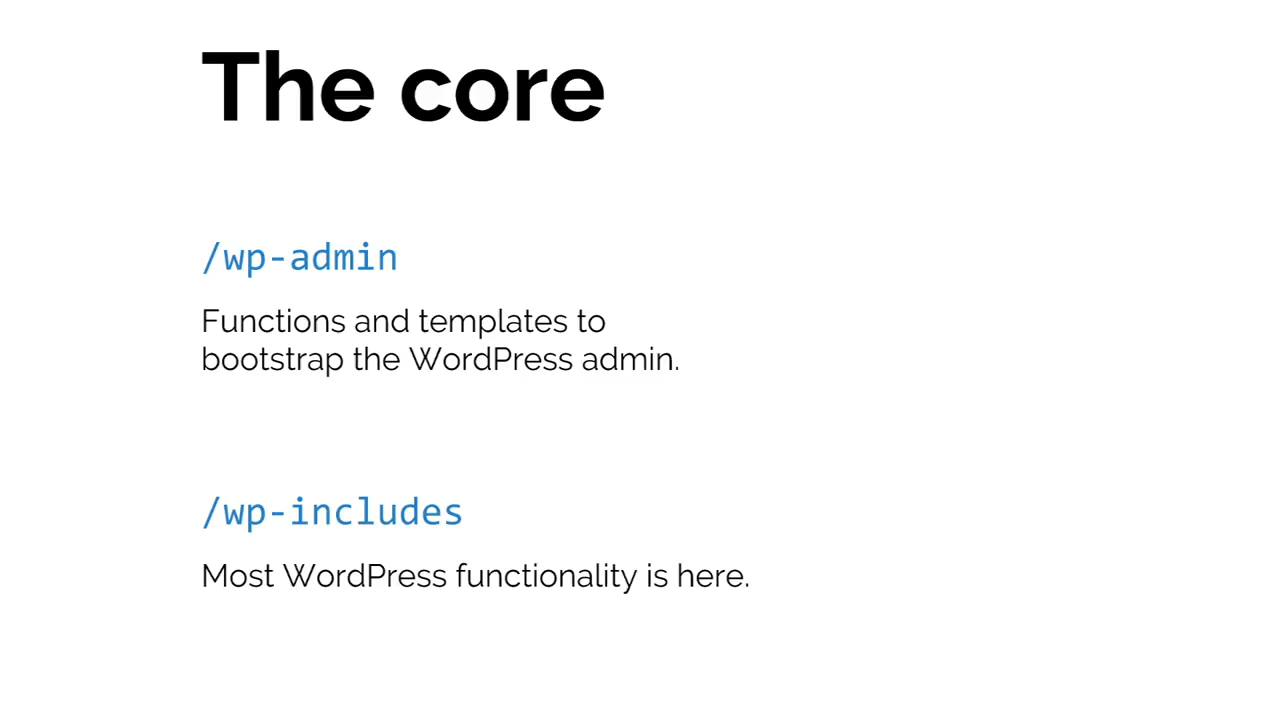 The core
/wp-admin
Functions and templates to
bootstrap the WordPress admin.
/wp-includes
Most WordPress functionality is here.